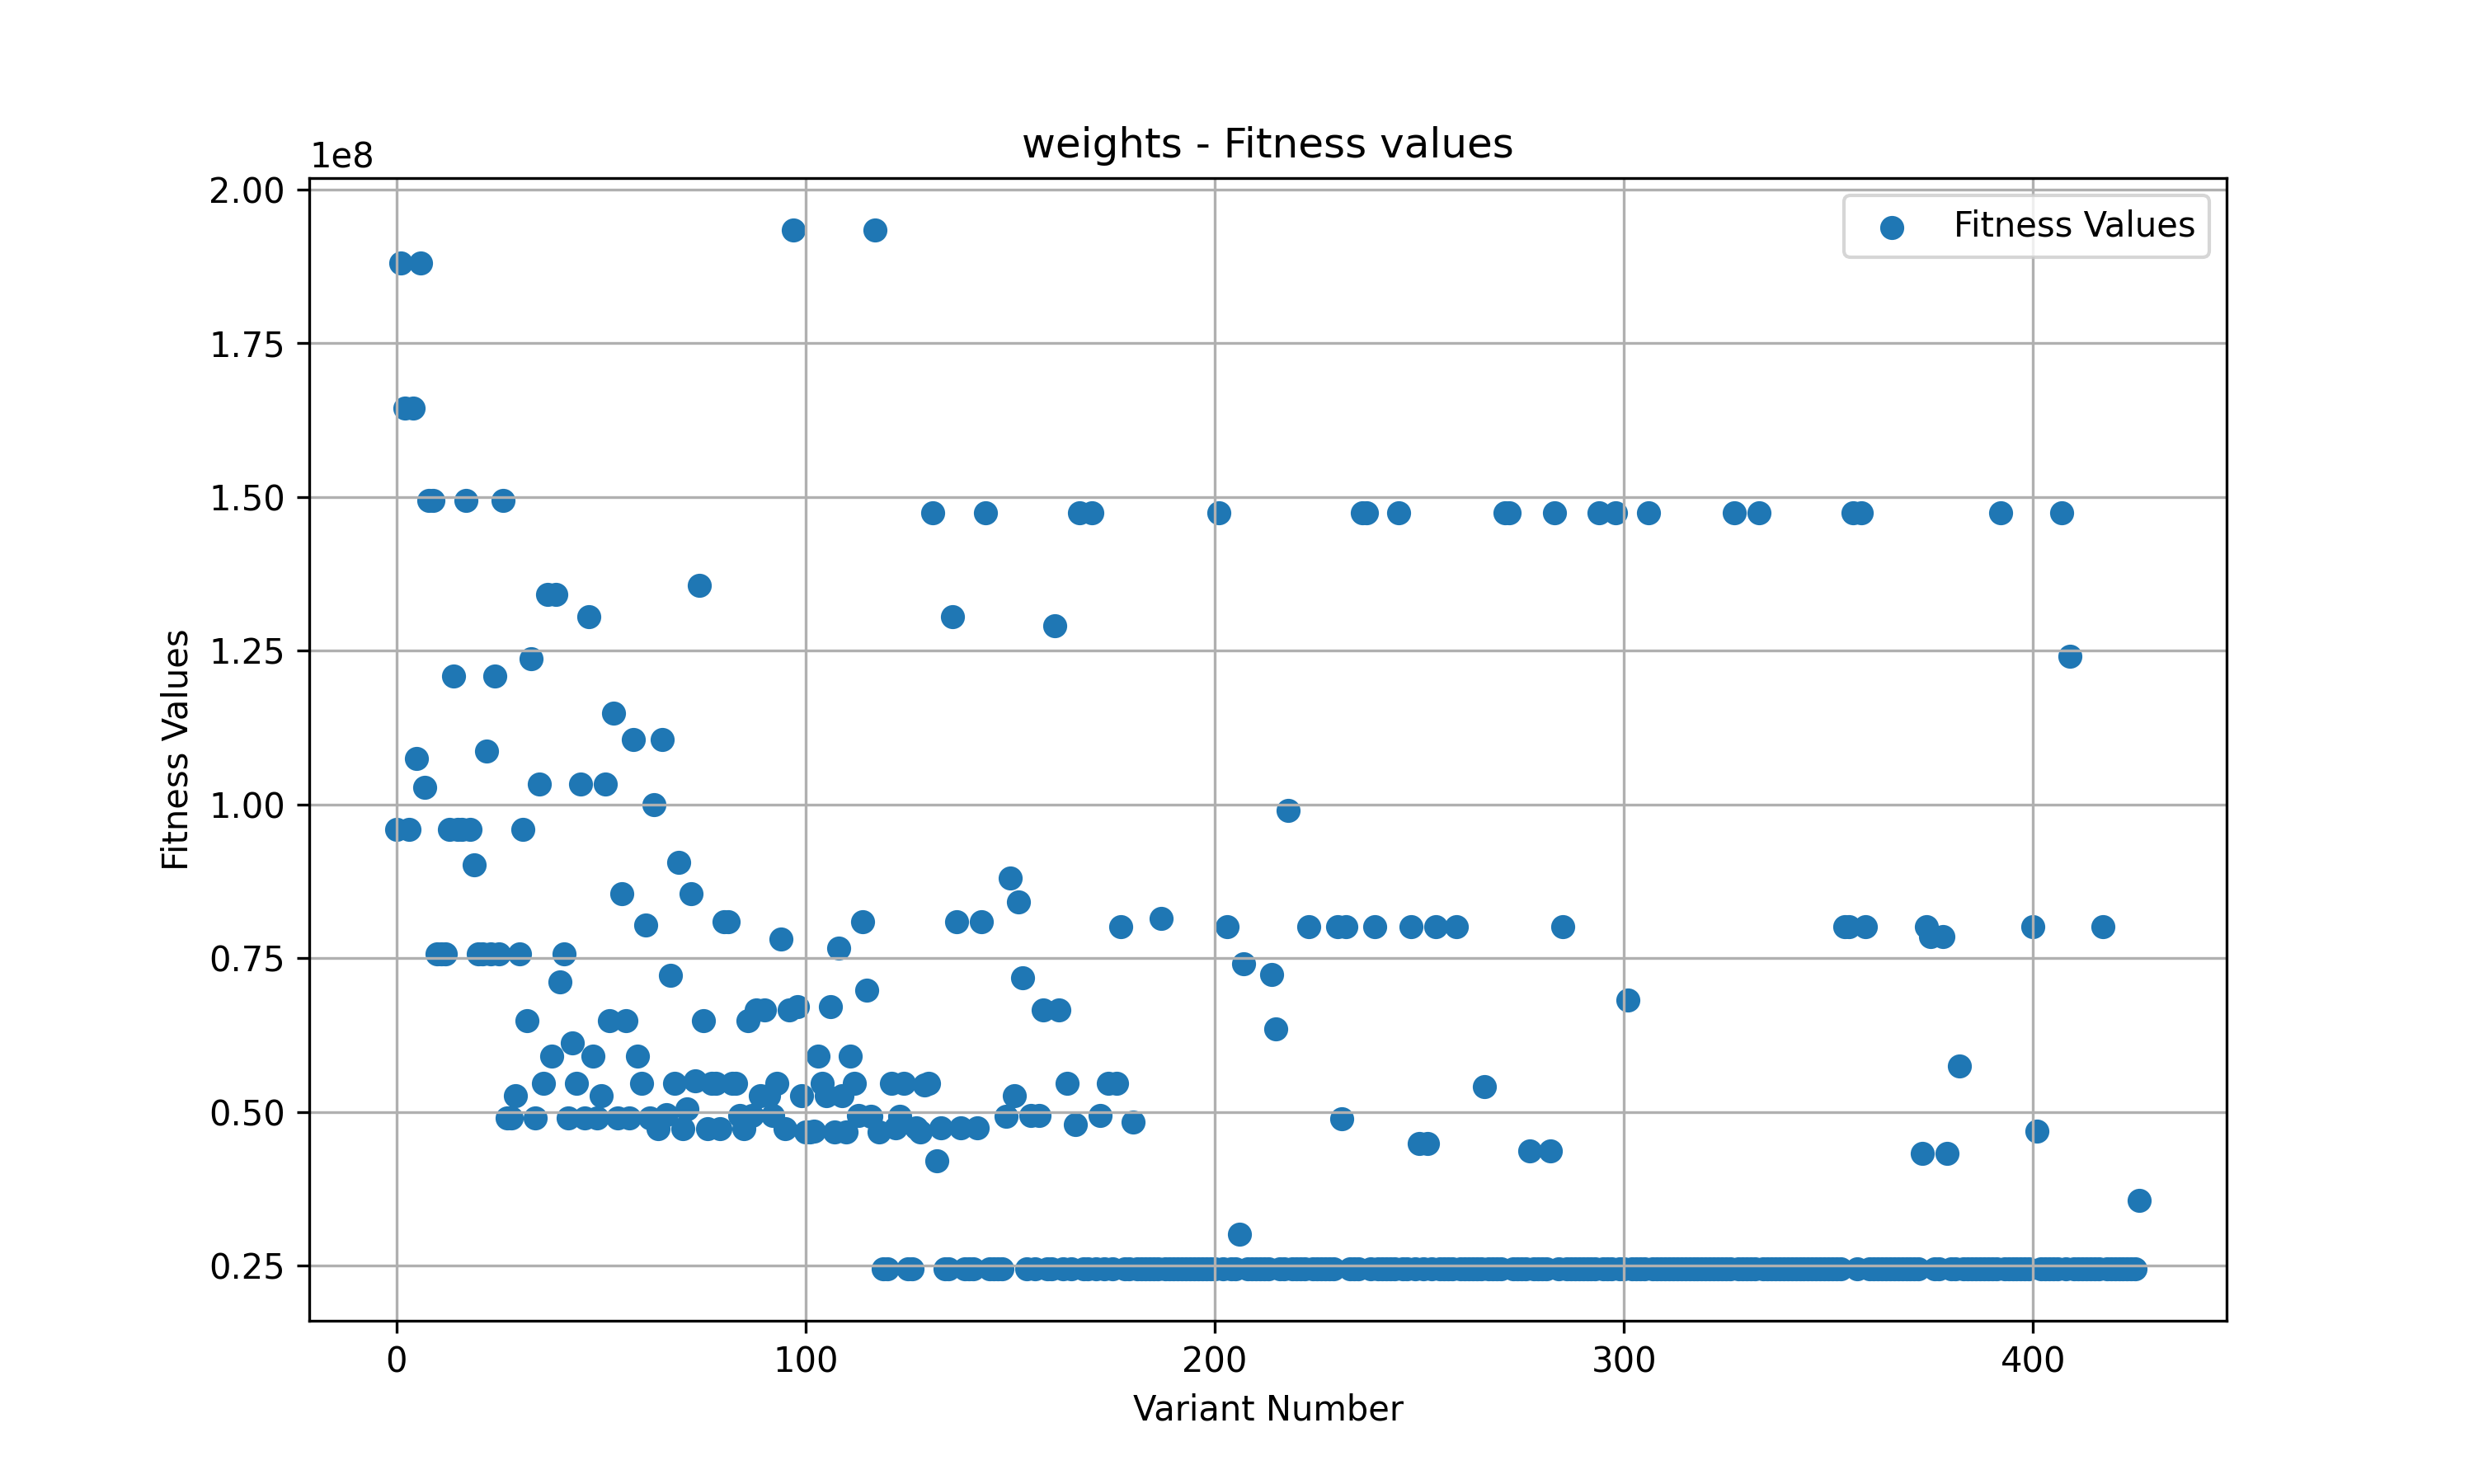 weights - Fitness values
1e8
2.00
1.75
1.50
1.25
1.00
0.75
0.50
0.25
Fitness Values
Fitness Values
0 100 200 300 400
Variant Number